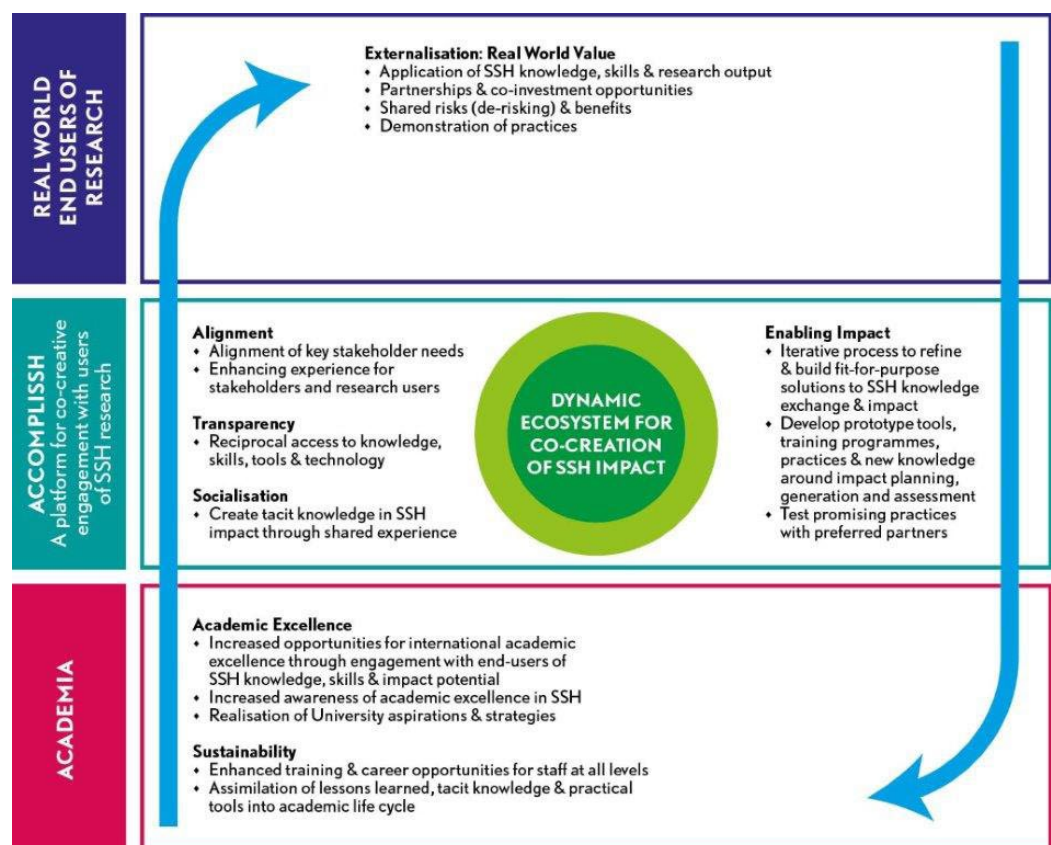 REAL WORLD
END USERS OF
RESEARCH
Externalisation: Real World Value
♦ Application of SSH knowledge, skills & research output
♦ Partnerships & co-investment opportunities
♦ Shared risks (de-risking) & benefits
♦ Demonstration of practices
ACCOMPLISSH
A platform for co-creative
engagement with users
of SSH research
Alignment
♦ Alignment of key stakeholder needs
♦ Enhancing experience for
stakeholders and research users
Transparency
♦ Reciprocal access to knowledge,
skills, tools & technology
Socialisation
♦ Create tacit knowledge in SSH
impact through shared experience
DYNAMIC
ECOSYSTEM FOR
CO-CREATION
OF SSH IMPACT
Enabling Impact
♦ Iterative process to refine
& build fit-for-purpose
solutions to SSH knowledge
exchange & impact
♦ Develop prototype tools,
training programmes,
practices & new knowledge
around impact planning,
generation and assessment
♦ Test promising practices
with preferred partners
ACADEMIA
Academic Excellence
♦ Increased opportunities for international academic
excellence through engagement with end-users of
SSH knowledge, skills & impact potential
♦ Increased awareness of academic excellence in SSH
♦ Realisation of University aspirations & strategies
Sustainability
♦ Enhanced training & career opportunities for staff at all levels
♦ Assimilation of lessons learned, tacit knowledge & practical
tools into academic life cycle